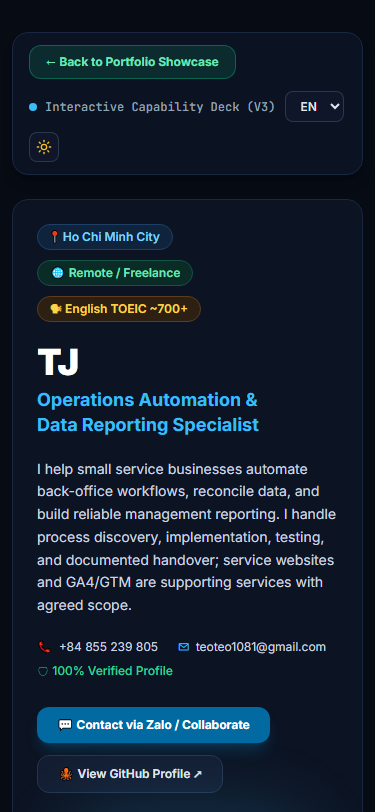 ← Back to Portfolio Showcase
Interactive Capability Deck (V3)
EN
Ho Chi Minh City
Remote / Freelance
English TOEIC ~700+
TJ
Operations Automation &
Data Reporting Specialist
I help small service businesses automate
back-office workflows, reconcile data, and
build reliable management reporting. I handle
process discovery, implementation, testing,
and documented handover; service websites
and GA4/GTM are supporting services with
agreed scope.
+84 855 239 805
teoteo1081@gmail.com
100% Verified Profile
Contact via Zalo / Collaborate
View GitHub Profile ↗